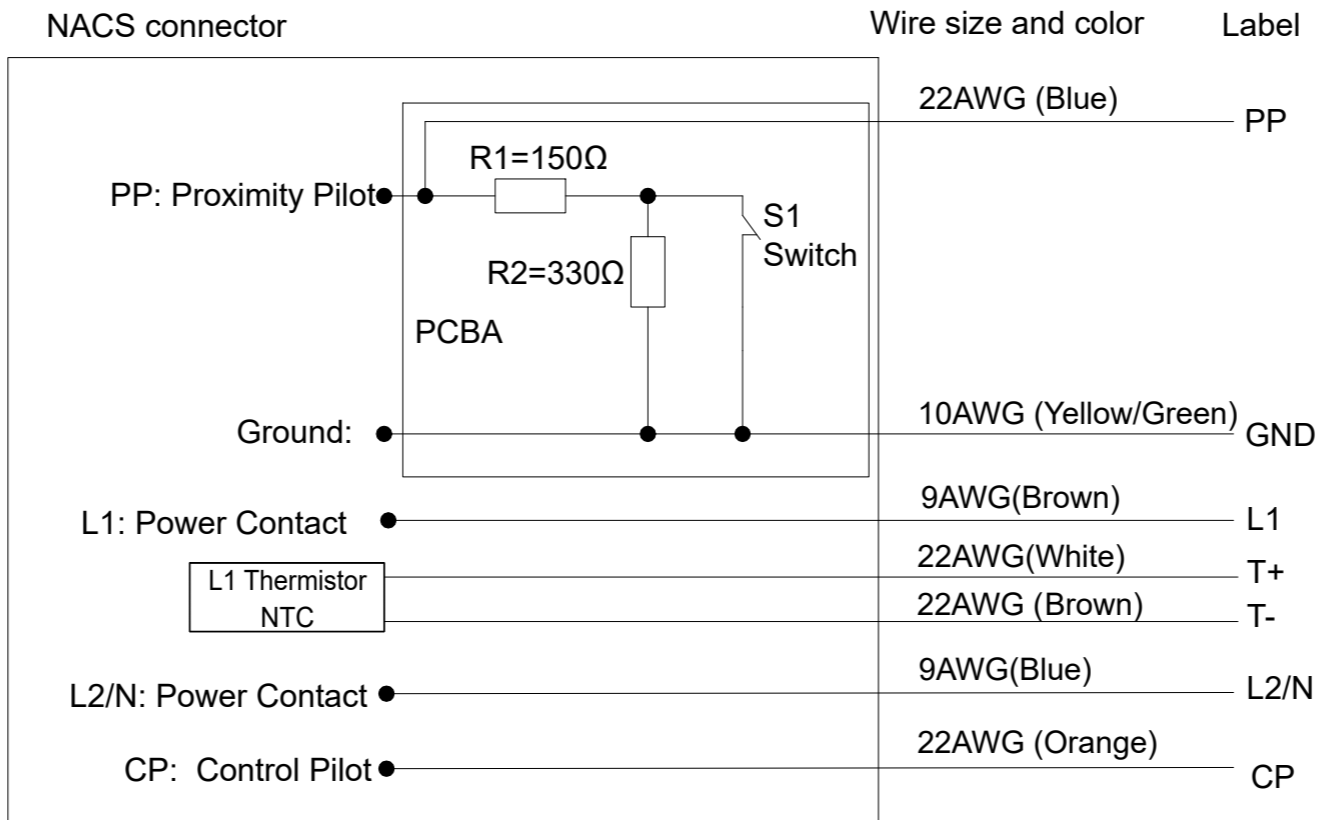 NACS connector
Wire size and color
Label
22AWG (Blue)
PP
R1=150Ω
PP: Proximity Pilot
S1
Switch
R2=330Ω
PCBA
10AWG (Yellow/Green)
Ground:
GND
9AWG(Brown)
L1: Power Contact
L1
22AWG(White)
L1 Thermistor
NTC
T+
22AWG (Brown)
T-
9AWG(Blue)
L2/N: Power Contact
L2/N
22AWG (Orange)
CP:  Control Pilot
CP